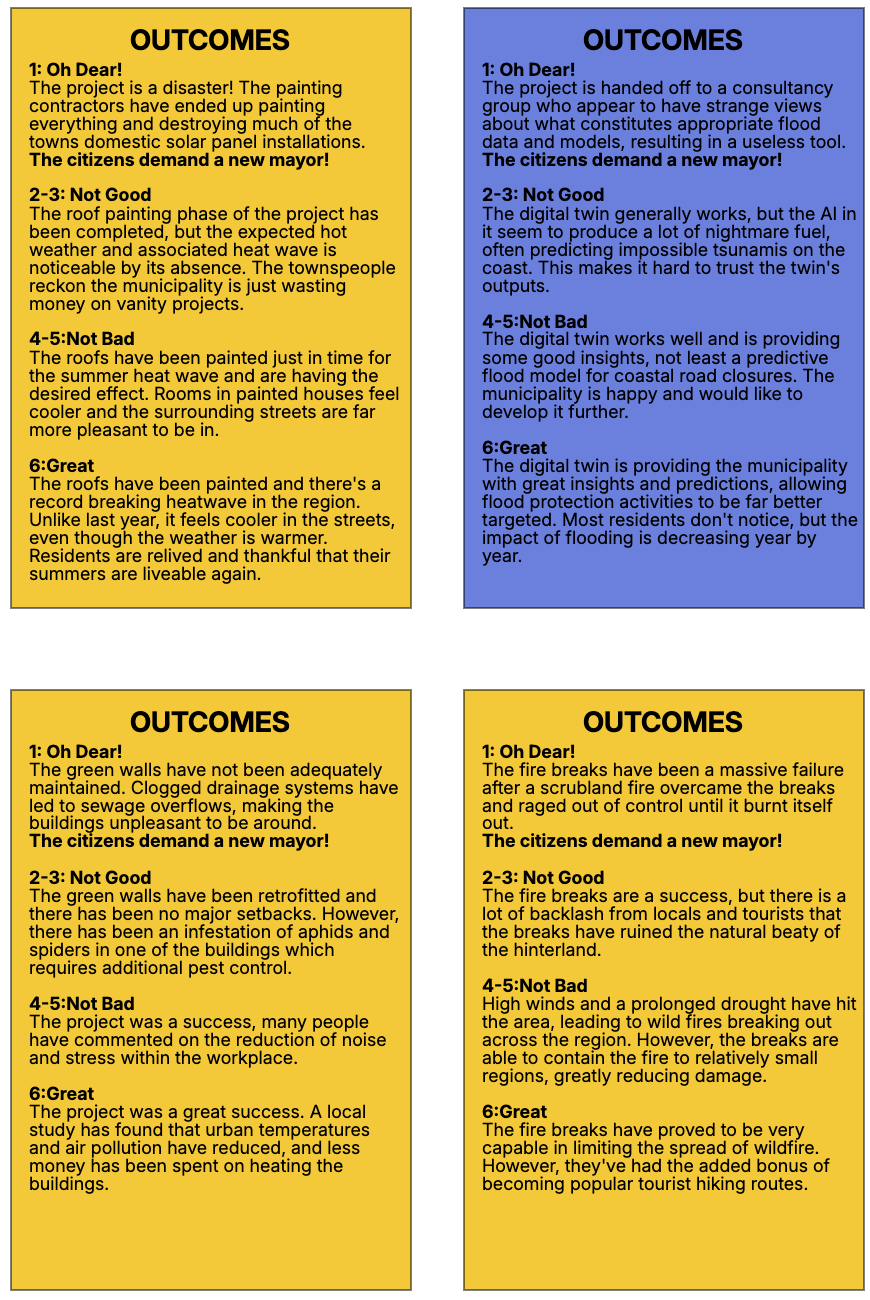 OUTCOMES
1: Oh Dear!
The project is a disaster! The painting
contractors have ended up painting
everything and destroying much of the
towns domestic solar panel installations.
The citizens demand a new mayor!
2-3: Not Good
The roof painting phase of the project has
been completed, but the expected hot
weather and associated heat wave is
noticeable by its absence. The townspeople
reckon the municipality is just wasting
money on vanity projects.
4-5:Not Bad
The roofs have been painted just in time for
the summer heat wave and are having the
desired effect. Rooms in painted houses feel
cooler and the surrounding streets are far
more pleasant to be in.
6:Great
The roofs have been painted and there's a
record breaking heatwave in the region.
Unlike last year, it feels cooler in the streets,
even though the weather is warmer.
Residents are relived and thankful that their
summers are liveable again.
OUTCOMES
1: Oh Dear!
The project is handed off to a consultancy
group who appear to have strange views
about what constitutes appropriate flood
data and models, resulting in a useless tool.
The citizens demand a new mayor!
2-3: Not Good
The digital twin generally works, but the AI in
it seem to produce a lot of nightmare fuel,
often predicting impossible tsunamis on the
coast. This makes it hard to trust the twin's
outputs.
4-5:Not Bad
The digital twin works well and is providing
some good insights, not least a predictive
flood model for coastal road closures. The
municipality is happy and would like to
develop it further.
6:Great
The digital twin is providing the municipality
with great insights and predictions, allowing
flood protection activities to be far better
targeted. Most residents don't notice, but the
impact of flooding is decreasing year by
year.
OUTCOMES
1: Oh Dear!
The green walls have not been adequately
maintained. Clogged drainage systems have
led to sewage overflows, making the
buildings unpleasant to be around.
The citizens demand a new mayor!
2-3: Not Good
The green walls have been retrofitted and
there has been no major setbacks. However,
there has been an infestation of aphids and
spiders in one of the buildings which
requires additional pest control.
4-5:Not Bad
The project was a success, many people
have commented on the reduction of noise
and stress within the workplace.
6:Great
The project was a great success. A local
study has found that urban temperatures
and air pollution have reduced, and less
money has been spent on heating the
buildings.
OUTCOMES
1: Oh Dear!
The fire breaks have been a massive failure
after a scrubland fire overcame the breaks
and raged out of control until it burnt itself
out.
The citizens demand a new mayor!
2-3: Not Good
The fire breaks are a success, but there is a
lot of backlash from locals and tourists that
the breaks have ruined the natural beaty of
the hinterland.
4-5:Not Bad
High winds and a prolonged drought have hit
the area, leading to wild fires breaking out
across the region. However, the breaks are
able to contain the fire to relatively small
regions, greatly reducing damage.
6:Great
The fire breaks have proved to be very
capable in limiting the spread of wildfire.
However, they've had the added bonus of
becoming popular tourist hiking routes.